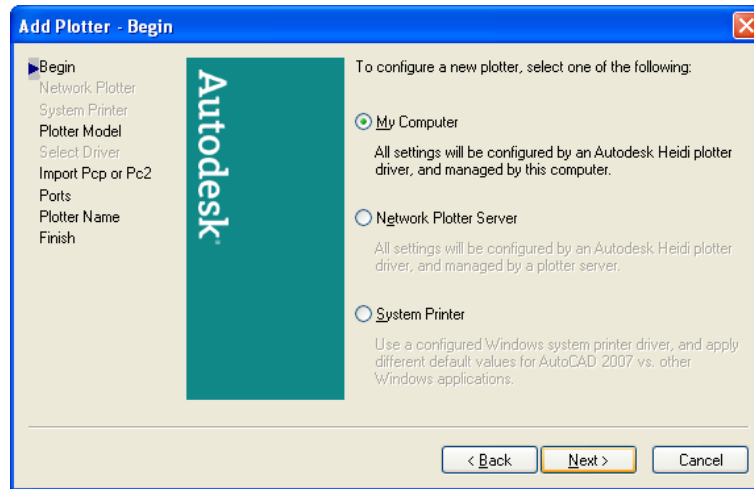 Add Plotter - Begin
Begin
Network Plotter
System Printer
Plotter Model
Select Driver
Import Pcp or Pc2
Ports
Plotter Name
Finish
Autodesk
To configure a new plotter, select one of the following:
My Computer
All settings will be configured by an Autodesk Heidi plotter
driver, and managed by this computer.
Network Plotter Server
All settings will be configured by an Autodesk Heidi plotter
driver, and managed by a plotter server.
System Printer
Use a configured Windows system printer driver, and apply
different default values for AutoCAD 2007 vs. other
Windows applications.
< Back
Next >
Cancel